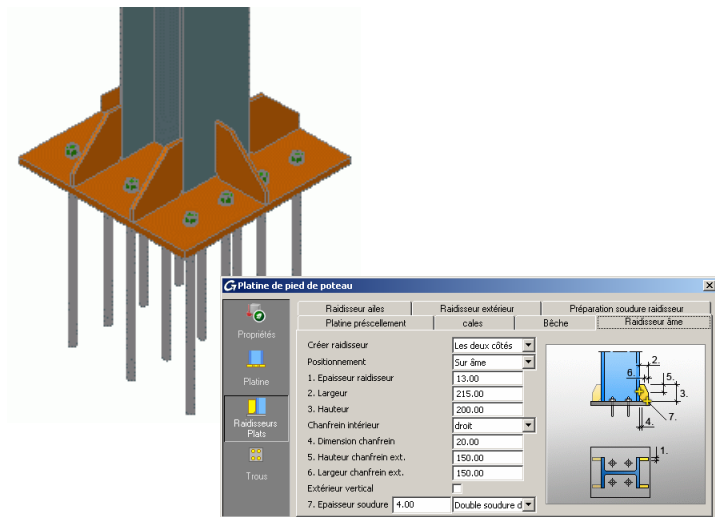 Platine de pied de poteau
Propriétés
Platine
Raidisseurs
Plats
Trous
Raidisseur ailes
Raidisseur extérieur
Préparation soudure raidisseur
Platine préscellement
cales
Bêche
Raidisseur âme
Créer raidisseur
Les deux côtés
Positionnement
Sur âme
1. Epaisseur raidisseur
13.00
2. Largeur
215.00
3. Hauteur
200.00
Chanfrein intérieur
droit
4. Dimension chanfrein
20.00
5. Hauteur chanfrein ext.
150.00
6. Largeur chanfrein ext.
150.00
Extérieur vertical
7. Epaisseur soudure
4.00
Double soudure d
2.
6.
5.
3.
4.
7.
1.